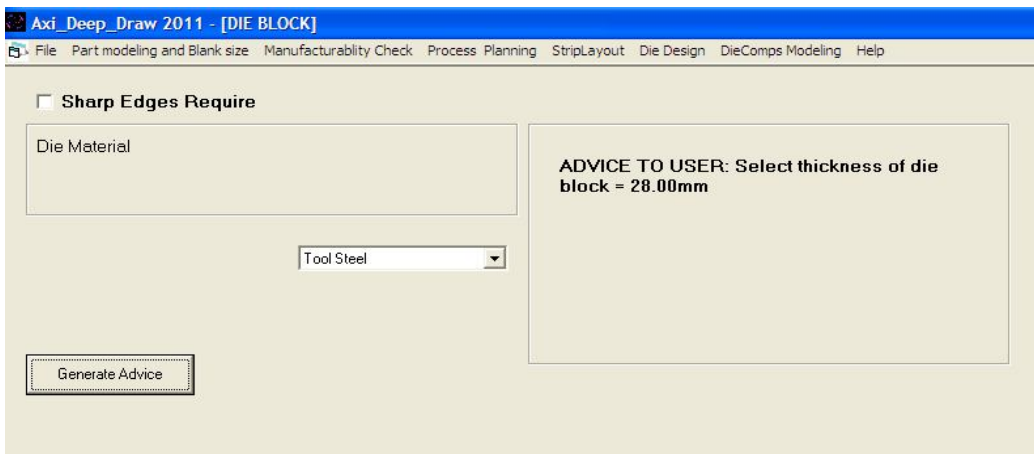 Axi_Deep_Draw 2011 - [DIE BLOCK]
File Part modeling and Blank size Manufacturablity Check Process Planning StripLayout Die Design DieComps Modeling Help
Sharp Edges Require
Die Material
ADVICE TO USER: Select thickness of die
block = 28.00mm
Tool Steel
Generate Advice